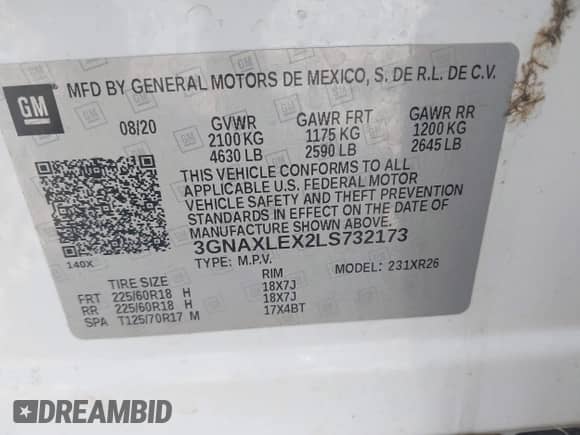 GM
MFD BY GENERAL MOTORS DE MEXICO, S. DE R.L. DE C.V.
08/20 GVWR GAWR FRT GAWR RR
2100 KG 1175 KG 1200 KG
4630 LB 2590 LB 2645 LB
THIS VEHICLE CONFORMS TO ALL
APPLICABLE U.S. FEDERAL MOTOR
VEHICLE SAFETY AND THEFT PREVENTION
STANDARDS IN EFFECT ON THE DATE OF
MANUFACTURE SHOWN ABOVE.
3GNAXLEX2LS732173
140X
TYPE: M.P.V. MODEL: 231XR26
TIRE SIZE RIM
FRT 225/60R18 H 18X7J
RR 225/60R18 H 18X7J
SPA T125/70R17 M 17X4BT
DREAMBID